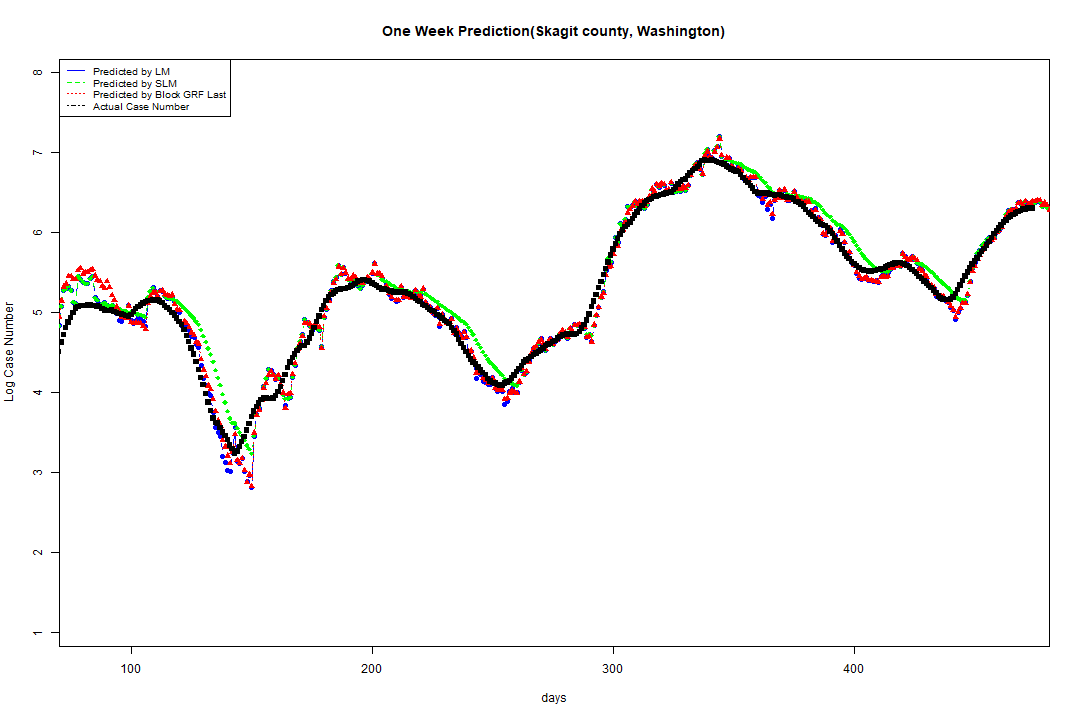 One Week Prediction(Skagit county, Washington)
Predicted by LM
Predicted by SLM
Predicted by Block GRF Last
Actual Case Number
8
7
6
5
4
3
2
1
Log Case Number
100 200 300 400
days